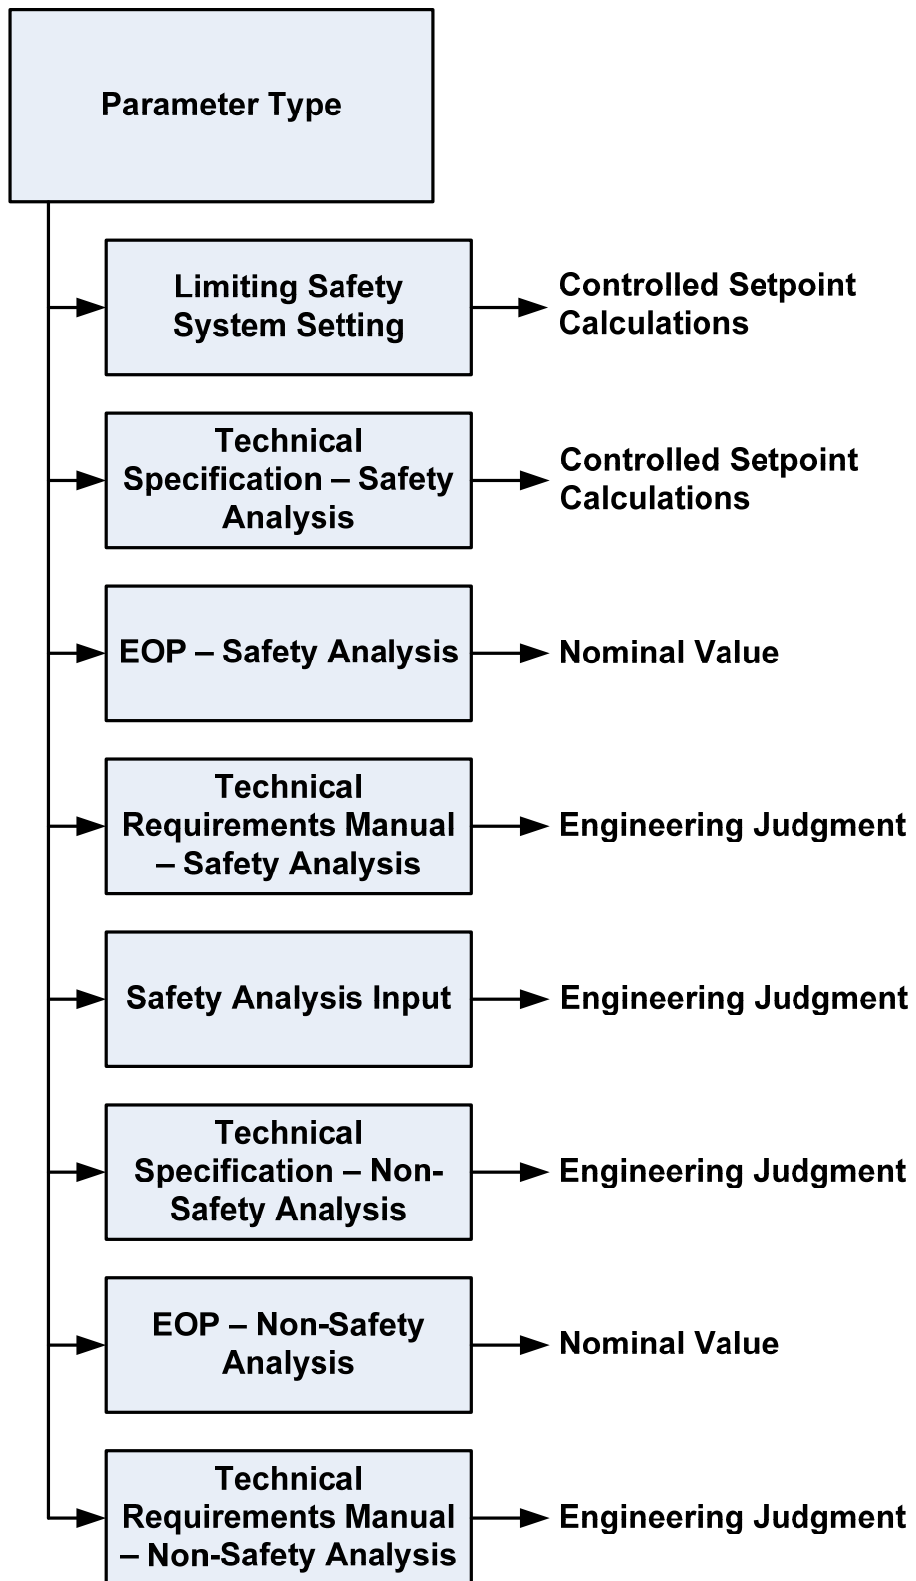 Parameter Type
Limiting Safety
System Setting
Controlled Setpoint
Calculations
Technical
Specification – Safety
Analysis
Controlled Setpoint
Calculations
EOP – Safety Analysis
Nominal Value
Technical
Requirements Manual
– Safety Analysis
Engineering Judgment
Safety Analysis Input
Engineering Judgment
Technical
Specification – Non-
Safety Analysis
Engineering Judgment
EOP – Non-Safety
Analysis
Nominal Value
Technical
Requirements Manual
– Non-Safety Analysis
Engineering Judgment